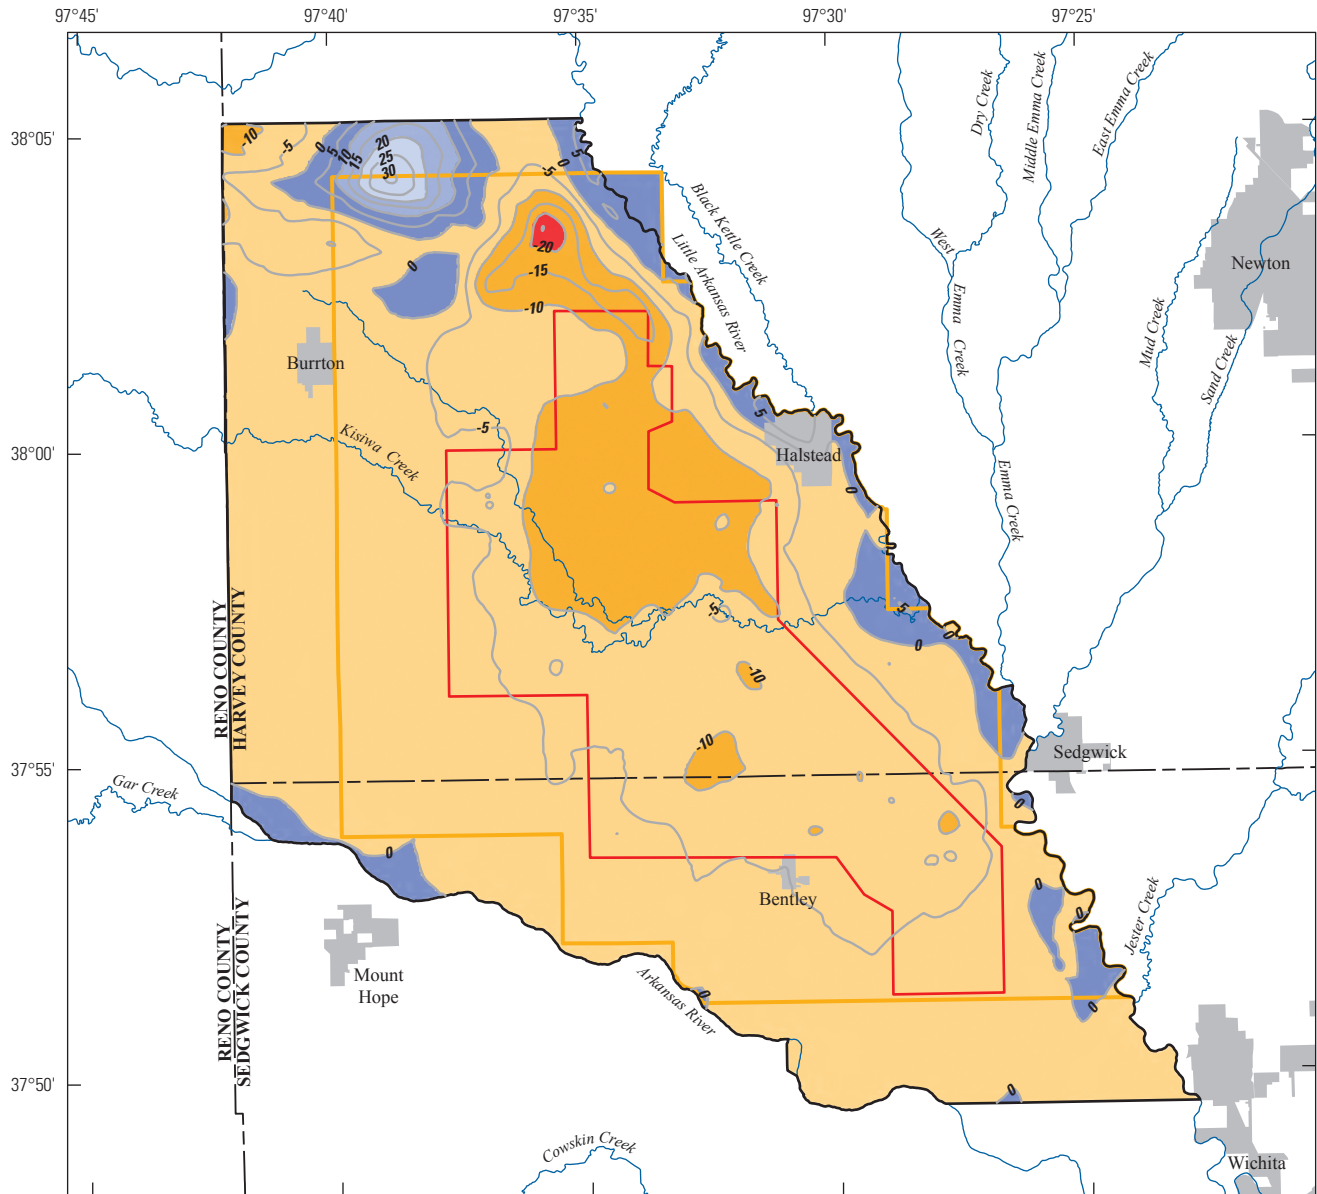 97°45'
97°40'
97°35'
97°30'
97°25'
38°05'
38°00'
37°55'
37°50'
-10
-5
0
5
10
15
20
25
30
-5
0
5
Dry Creek
Middle Emma Creek
East Emma Creek
Black Kettle Creek
Little Arkansas River
West
Emma Creek
Newton
-20
-15
-10
0
Mud Creek
Sand Creek
Burrton
Kisiwa Creek
-5
5
Halstead
0
Emma Creek
-5
5
0
0
-10
-10
RENO COUNTY
HARVEY COUNTY
Gar Creek
Sedgwick
0
0
Bentley
0
0
Jester Creek
RENO COUNTY
SEDGWICK COUNTY
Mount
Hope
Arkansas River
0
0
0
Cowskin Creek
Wichita